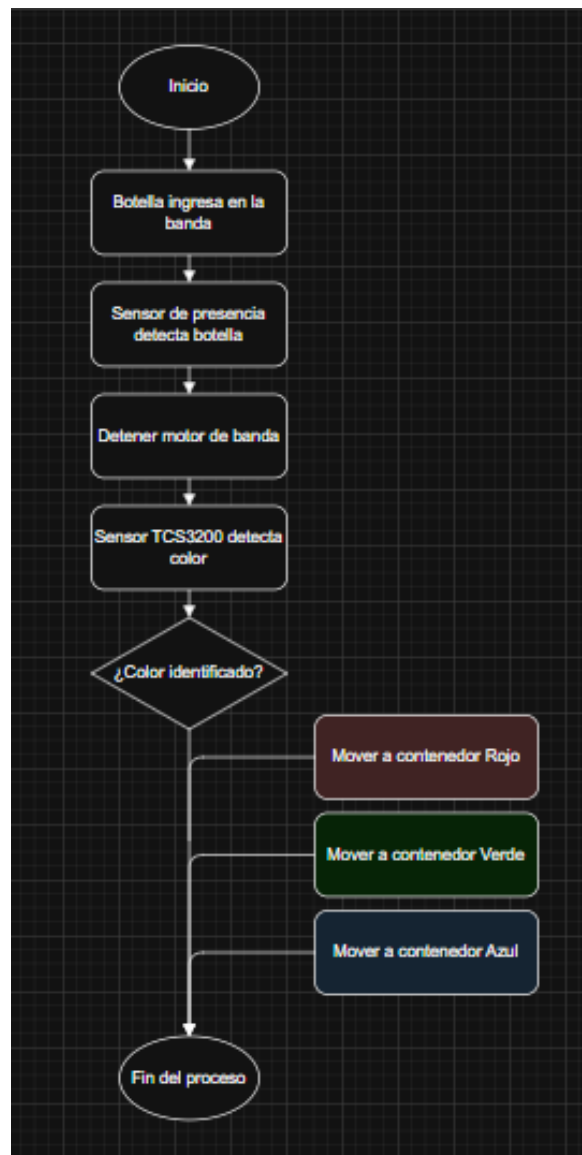 Inicio
Botella ingresa en la
banda
Sensor de presencia
detecta botella
Detener motor de banda
Sensor TCS3200 detecta
color
¿Color identificado?
Mover a contenedor Rojo
Mover a contenedor Verde
Mover a contenedor Azul
Fin del proceso